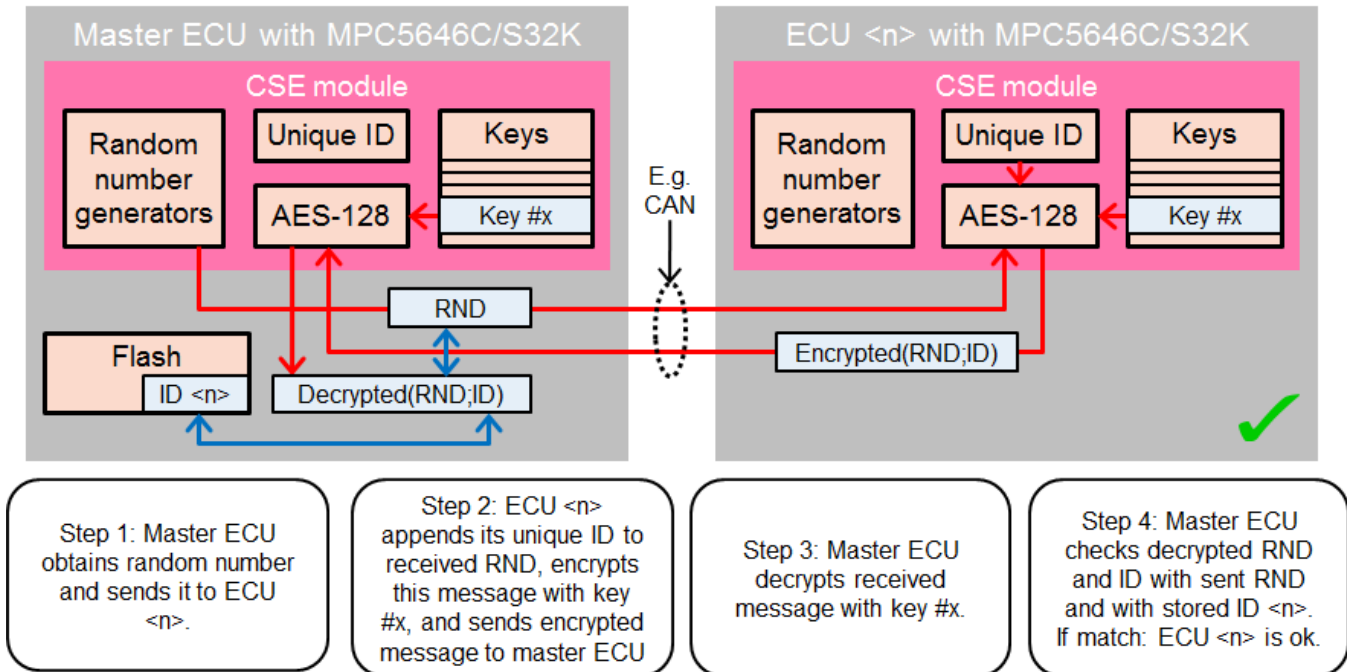 Master ECU with MPC5646C/S32K
CSE module
Random
number
generators
Unique ID
AES-128
Keys
Key #x
RND
Flash
ID <n>
Decrypted(RND;ID)
E.g.
CAN
ECU <n> with MPC5646C/S32K
CSE module
Random
number
generators
Unique ID
AES-128
Keys
Key #x
Encrypted(RND;ID)
Step 1: Master ECU
obtains random number
and sends it to ECU
<n>.
Step 2: ECU <n>
appends its unique ID to
received RND, encrypts
this message with key
#x, and sends encrypted
message to master ECU
Step 3: Master ECU
decrypts received
message with key #x.
Step 4: Master ECU
checks decrypted RND
and ID with sent RND
and with stored ID <n>.
If match: ECU <n> is ok.